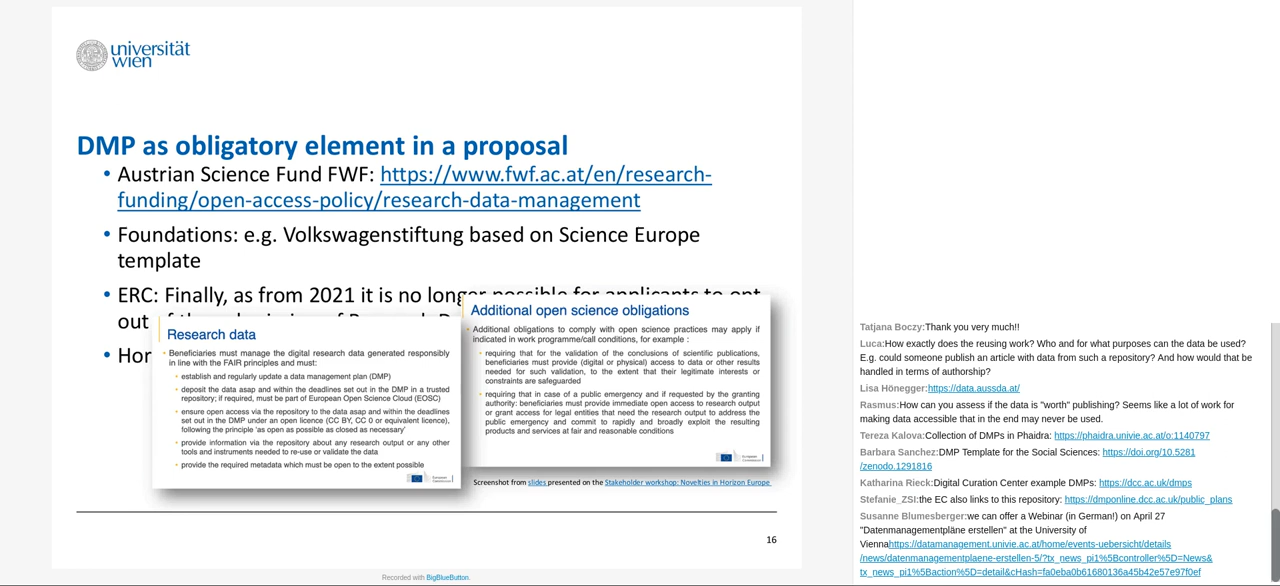 universität
wien
DMP as obligatory element in a proposal
• Austrian Science Fund FWF: https://www.fwf.ac.at/en/research-
funding/open-access-policy/research-data-management
• Foundations: e.g. Volkswagenstiftung based on Science Europe
template
• ERC: Finally, as from 2021 it is no longer possible for applicants to opt
out
• Hor
Research data
• Beneficiaries must manage the digital research data generated responsibly
in line with the FAIR principles and must:
• establish and regularly update a data management plan (DMP)
• deposit the data asap and within the deadlines set out in the DMP in a trusted
repository; if required, must be part of European Open Science Cloud (EOSC)
• ensure open access via the repository to the data asap and within the deadlines
set out in the DMP under an open licence (CC BY, CC 0 or equivalent licence),
following the principle 'as open as possible as closed as necessary'
• provide information via the repository about any research output or any other
tools and instruments needed to re-use or validate the data
• provide the required metadata which must be open to the extent possible
Additional open science obligations
• Additional obligations to comply with open science practices may apply if
indicated in work programme/call conditions, for example :
• requiring that for the validation of the conclusions of scientific publications,
beneficiaries must provide (digital or physical) access to data or other results
needed for such validation, to the extent that their legitimate interests or
constraints are safeguarded
• requiring that in case of a public emergency and if requested by the granting
authority: beneficiaries must provide immediate open access to research output
or grant access for legal entities that need the research output to address the
public emergency and commit to rapidly and broadly exploit the resulting
products and services at fair and reasonable conditions
Screenshot from slides presented on the Stakeholder workshop: Novelties in Horizon Europe
16
Recorded with BigBlueButton.
Tatjana Boczy:Thank you very much!!
Luca:How exactly does the reusing work? Who and for what purposes can the data be used?
E.g. could someone publish an article with data from such a repository? And how would that be
handled in terms of authorship?
Lisa Hönegger:https://data.aussda.at/
Rasmus:How can you assess if the data is "worth" publishing? Seems like a lot of work for
making data accessible that in the end may never be used.
Tereza Kalova:Collection of DMPs in Phaidra: https://phaidra.univie.ac.at/o:1140797
Barbara Sanchez:DMP Template for the Social Sciences: https://doi.org/10.5281
/zenodo.1291816
Katharina Rieck:Digital Curation Center example DMPs: https://dcc.ac.uk/dmps
Stefanie_ZSI:the EC also links to this repository: https://dmponline.dcc.ac.uk/public_plans
Susanne Blumesberger:we can offer a Webinar (in German!) on April 27
"Datenmanagementpläne erstellen" at the University of
Viennahttps://datamanagement.univie.ac.at/home/events-uebersicht/details
/news/datenmanagementplaene-erstellen-5/?tx_news_pi1%5Bcontroller%5D=News&
tx_news_pi1%5Baction%5D=detail&cHash=fa0eba0b61680136a45b42e57e97f0ef